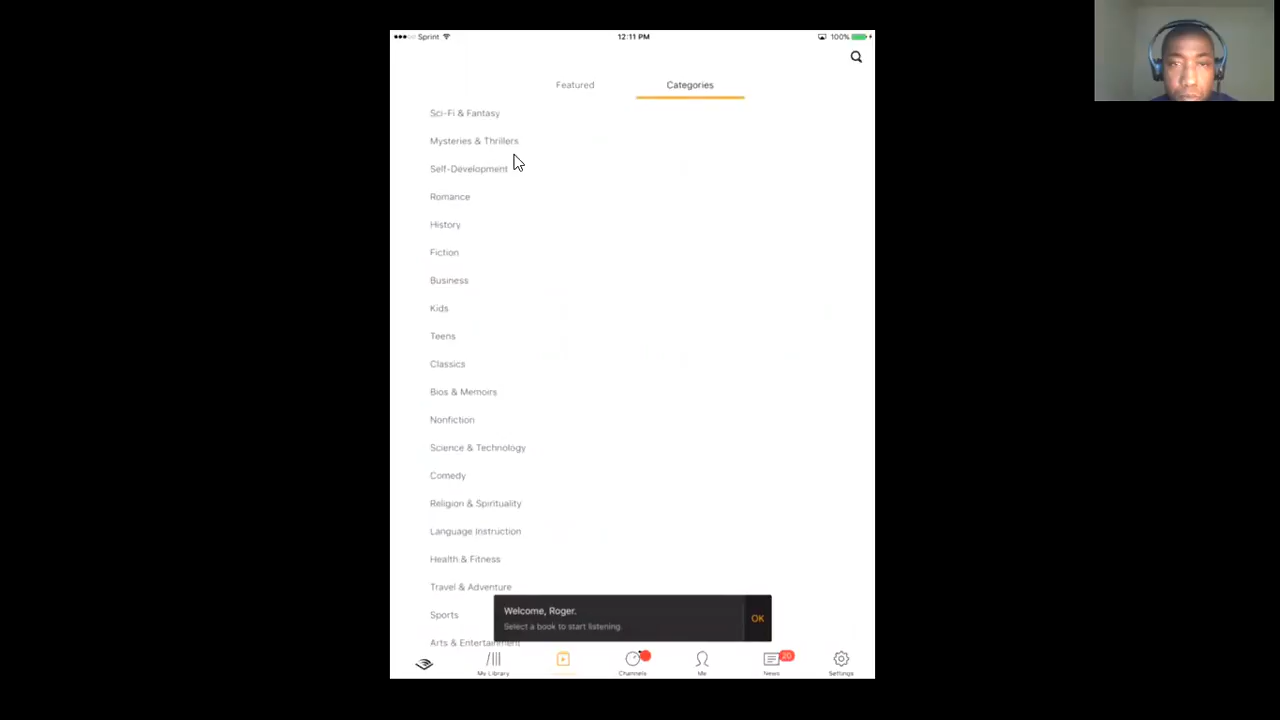 Sprint
12:11 PM
100%
Featured
Categories
Sci-Fi & Fantasy
Mysteries & Thrillers
Self-Development
Romance
History
Fiction
Business
Kids
Teens
Classics
Bios & Memoirs
Nonfiction
Science & Technology
Comedy
Religion & Spirituality
Language Instruction
Health & Fitness
Travel & Adventure
Sports
Arts & Entertainment
Welcome, Roger.
Select a book to start listening.
OK
My Library
Channels
Me
20
News
Settings